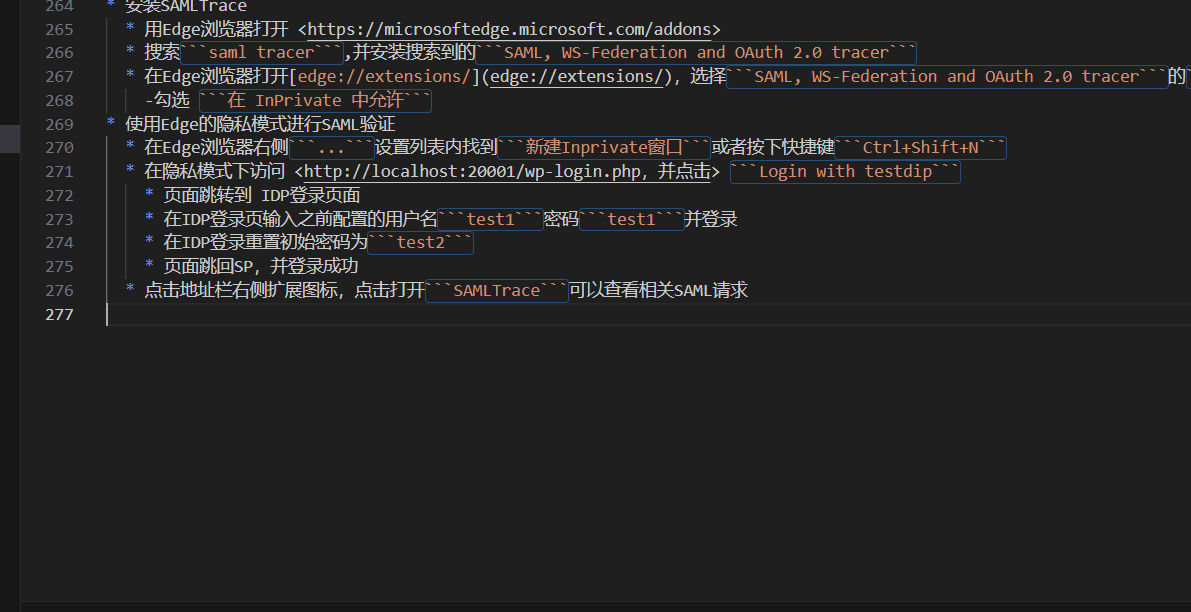 264 * 安装SAMLTrace
265 * 用Edge浏览器打开 <https://microsoftedge.microsoft.com/addons>
266 * 搜索```saml tracer```,并安装搜索到的```SAML, WS-Federation and OAuth 2.0 tracer```
267 * 在Edge浏览器打开[edge://extensions/](edge://extensions/), 选择```SAML, WS-Federation and OAuth 2.0 tracer```的`
268 -勾选 ```在 InPrivate 中允许```
269 * 使用Edge的隐私模式进行SAML验证
270 * 在Edge浏览器右侧```...```设置列表内找到```新建Inprivate窗囗```或者按下快捷键```Ctrl+Shift+N```
271 * 在隐私模式下访问 <http://localhost:20001/wp-login.php, 并点击> ```Login with testdip```
272 * 页面跳转到 IDP登录页面
273 * 在IDP登录页输入之前配置的用户名```test1```密码```test1```并登录
274 * 在IDP登录重置初始密码为```test2```
275 * 页面跳回SP, 并登录成功
276 * 点击地址栏右侧扩展图标, 点击打开```SAMLTrace```可以查看相关SAML请求
277